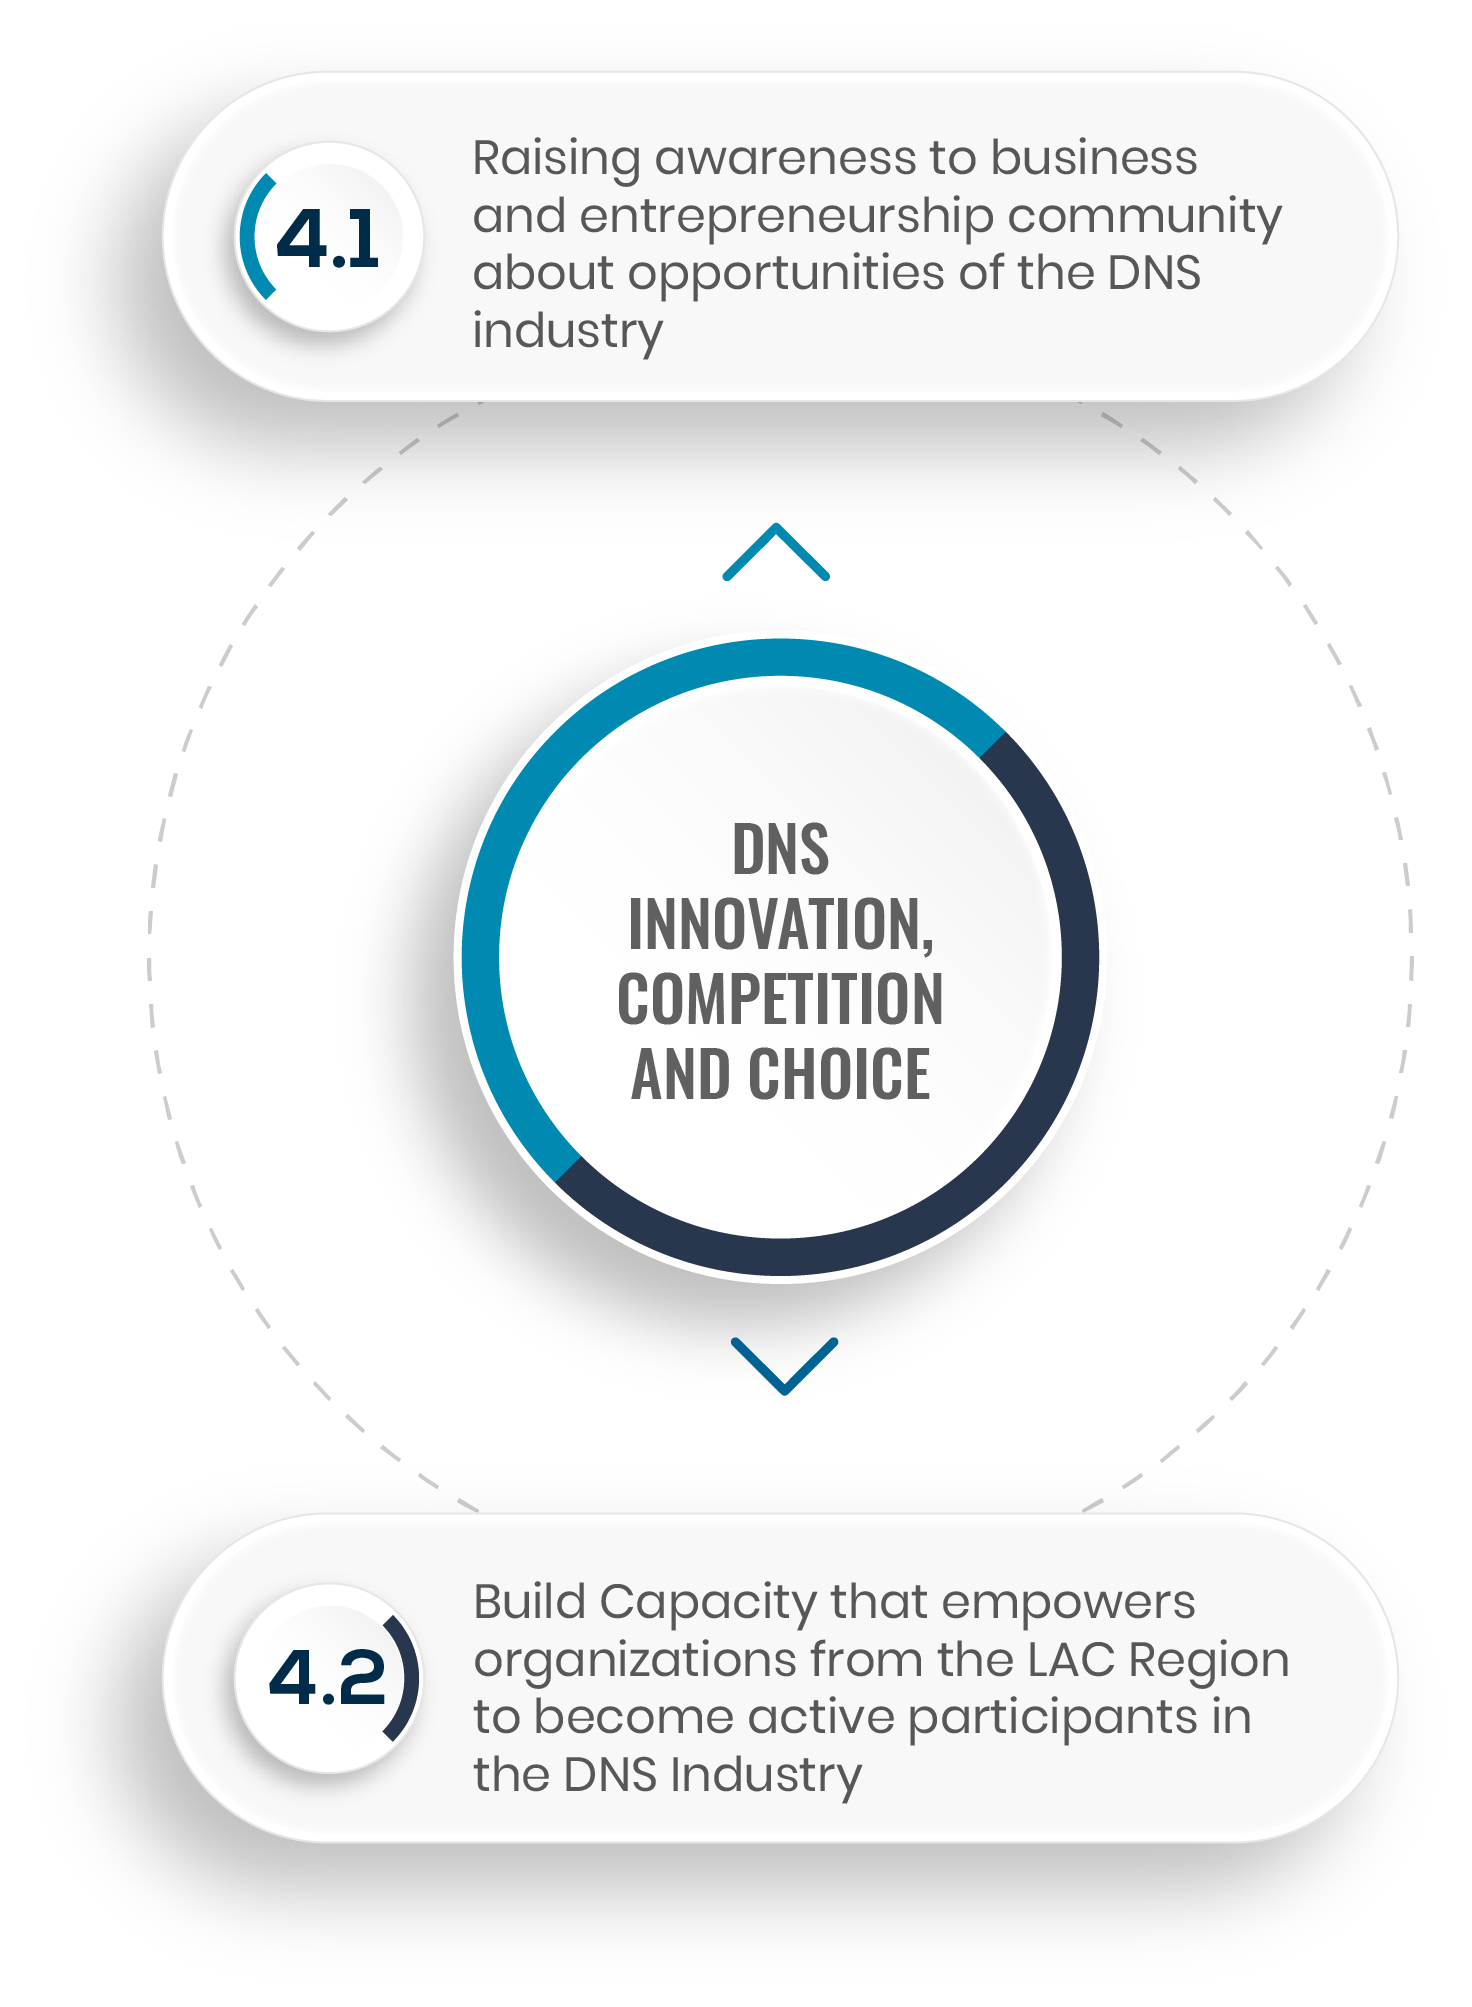 4.1
Raising awareness to business
and entrepreneurship community
about opportunities of the DNS
industry
DNS
INNOVATION,
COMPETITION
AND CHOICE
4.2
Build Capacity that empowers
organizations from the LAC Region
to become active participants in
the DNS Industry